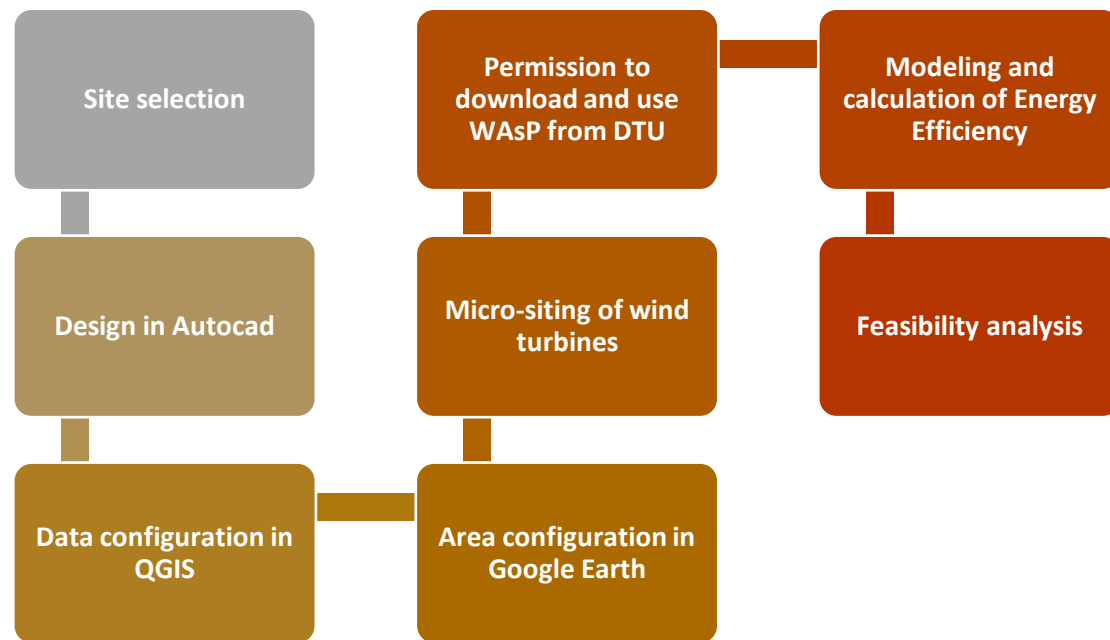 Site selection
Design in Autocad
Data configuration in
QGIS
Area configuration in
Google Earth
Micro-siting of wind
turbines
Permission to
download and use
WAsP from DTU
Modeling and
calculation of Energy
Efficiency
Feasibility analysis